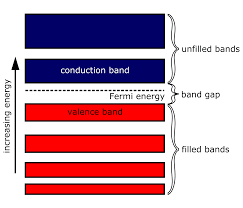 unfilled bands
conduction band
Fermi energy
band gap
valence band
increasing energy
filled bands